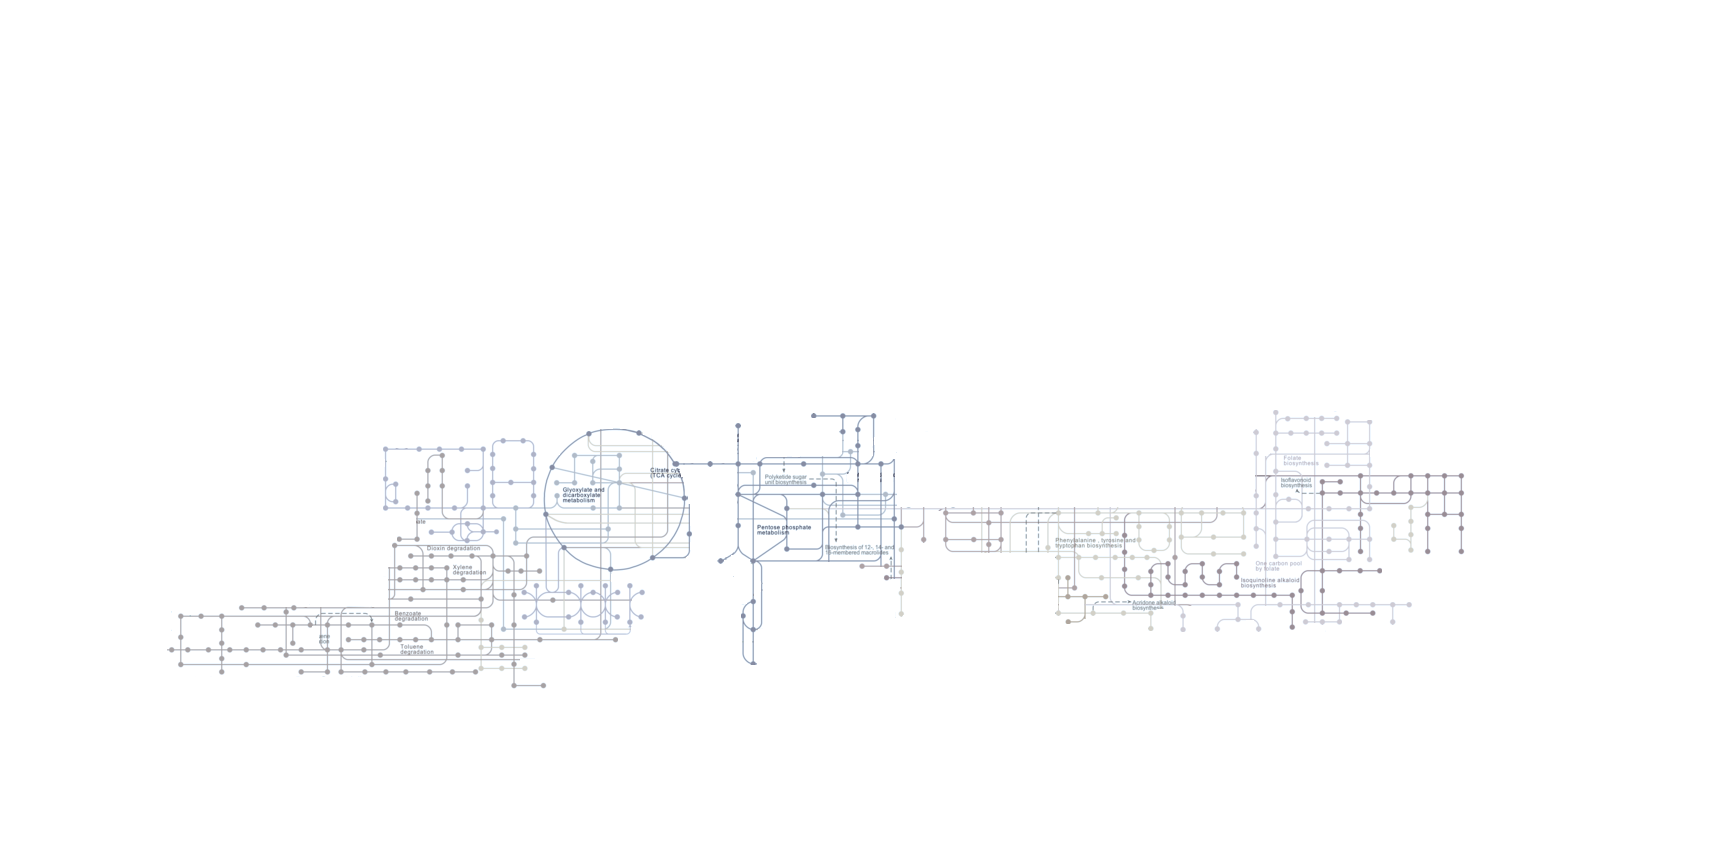 Citrate cyc
(TCA cycle
Glyoxylate and
dicarboxylate
metabolism
Polyketide sugar
unit biosynthesis
Pentose phosphate
metabolism
Biosynthesis of 12-, 14- and
16-membered macrolides
Dioxin degradation
Xylene
degradation
Benzoate
degradation
Toluene
degradation
Phenylalanine , tyrosine and
tryptophan biosynthesis
Folate
biosynthesis
Isoflavonoid
biosynthesis
One carbon pool
by folate
Isoquinoline alkaloid
biosynthesis
Acridone alkaloid
biosynthesis